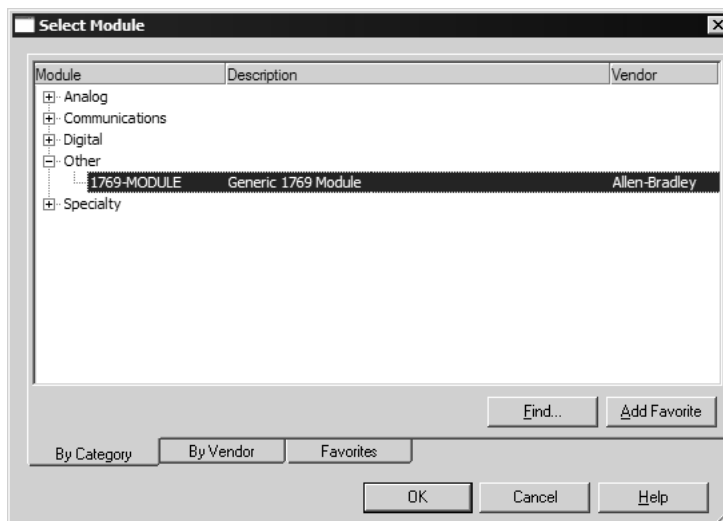 Select Module
Module Description Vendor
Analog
Communications
Digital
Other
1769-MODULE Generic 1769 Module Allen-Bradley
Specialty
Find... Add Favorite
By Category By Vendor Favorites
OK Cancel Help